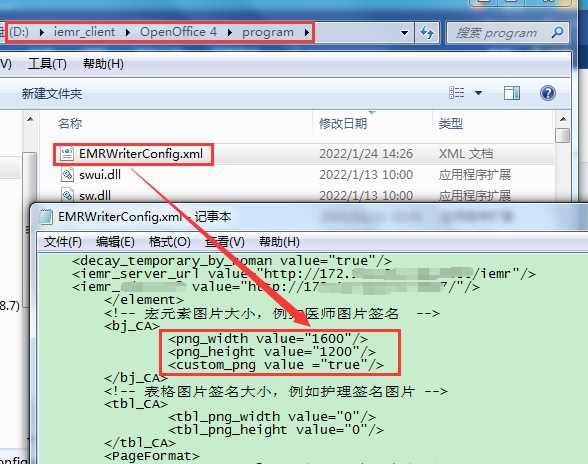 (D:) iemr_client OpenOffice 4 program 搜索 program
(V) 工具(T) 帮助(H)
新建文件夹
名称 修改日期 类型
EMRWriterConfig.xml 2022/1/24 14:26 XML 文档
swui.dll 2022/1/13 10:00 应用程序扩展
sw.dll 2022/1/13 10:00 应用程序扩展
EMRWriterConfig.xml - 记事本
文件(F) 编辑(E) 格式(O) 查看(V) 帮助(H)
<decay_temporary_by_noman value="true"/>
<iemr_server_url value="http://172. /iemr"/>
<iemr_ value="http://17 /"/>
</element>
8.7)
<!-- 宏元素图片大小，例如医师图片签名 -->
<bj_CA>
<png_width value="1600"/>
<png_height value="1200"/>
<custom_png value ="true"/>
</bj_CA>
<!-- 表格图片签名大小，例如护理签名图片 -->
<tbl_CA>
<tbl_png_width value="0"/>
<tbl_png_height value="0"/>
</tbl_CA>
<PageFormat>